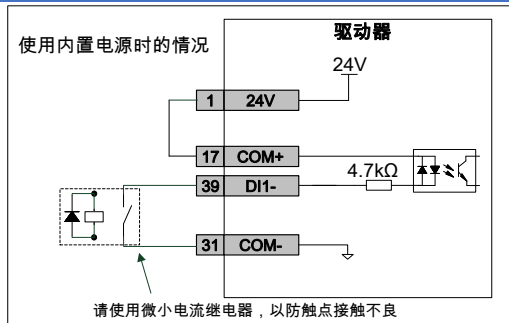 使用内置电源时的情况
驱动器
24V
1 24V
17 COM+
4.7kΩ
39 DI1-
31 COM-
请使用微小电流继电器，以防触点接触不良